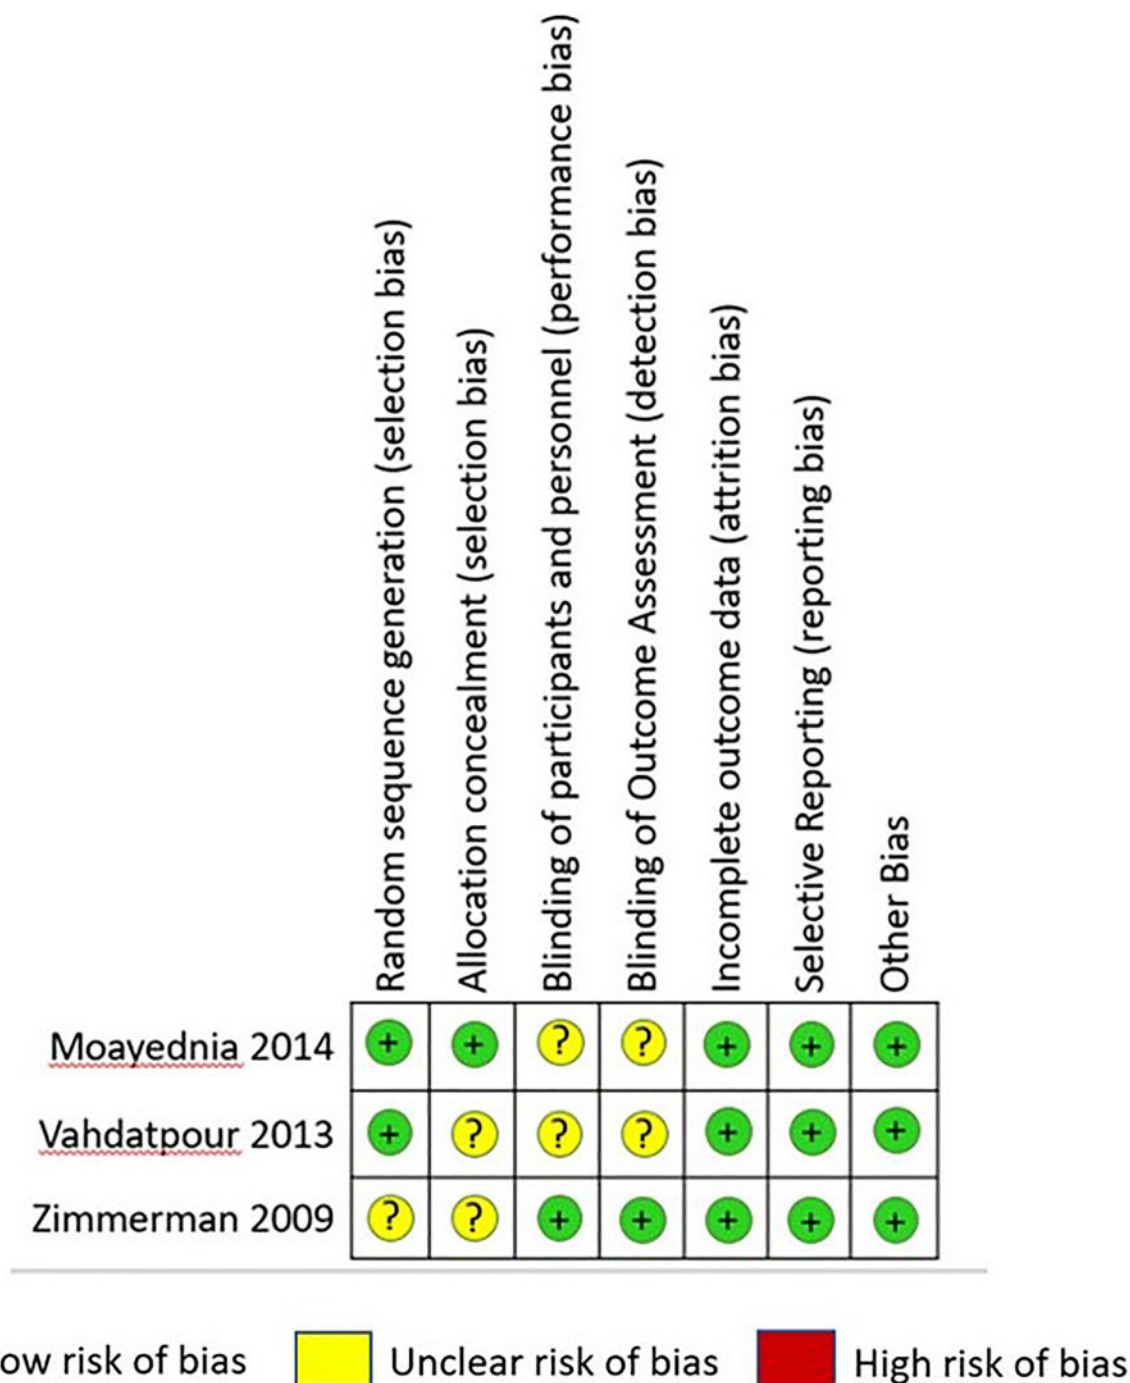 Random sequence generation (selection bias)
Allocation concealment (selection bias)
Blinding of participants and personnel (performance bias)
Blinding of Outcome Assessment (detection bias)
Incomplete outcome data (attrition bias)
Selective Reporting (reporting bias)
Other Bias
Moayednia 2014 + + ? ? + + +
Vahdatpour 2013 + ? ? ? + + +
Zimmerman 2009 ? ? + + + + +
ow risk of bias Unclear risk of bias High risk of bias